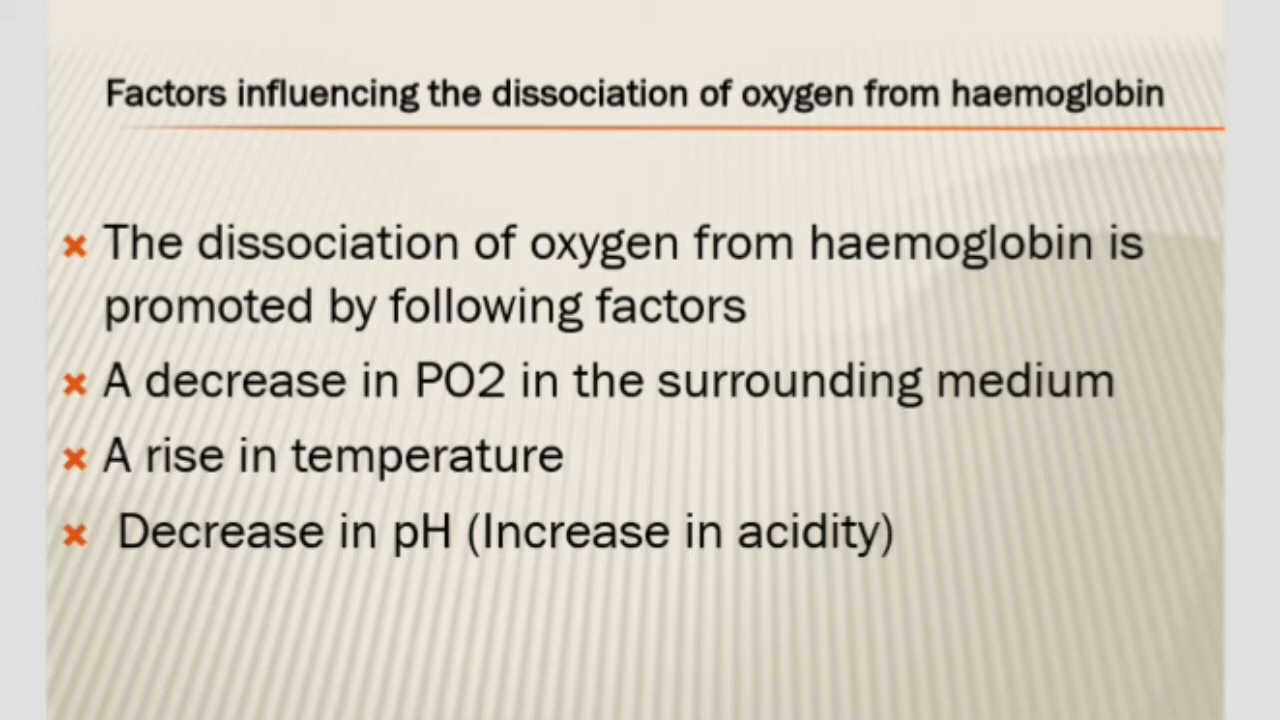 Factors influencing the dissociation of oxygen from haemoglobin
The dissociation of oxygen from haemoglobin is
promoted by following factors
A decrease in PO2 in the surrounding medium
A rise in temperature
Decrease in pH (Increase in acidity)